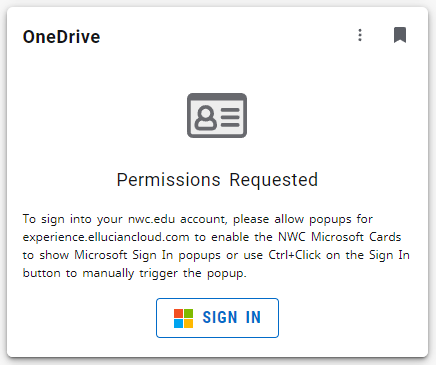 OneDrive
Permissions Requested
To sign into your nwc.edu account, please allow popups for
experience.elluciancloud.com to enable the NWC Microsoft Cards
to show Microsoft Sign In popups or use Ctrl+Click on the Sign In
button to manually trigger the popup.
SIGN IN